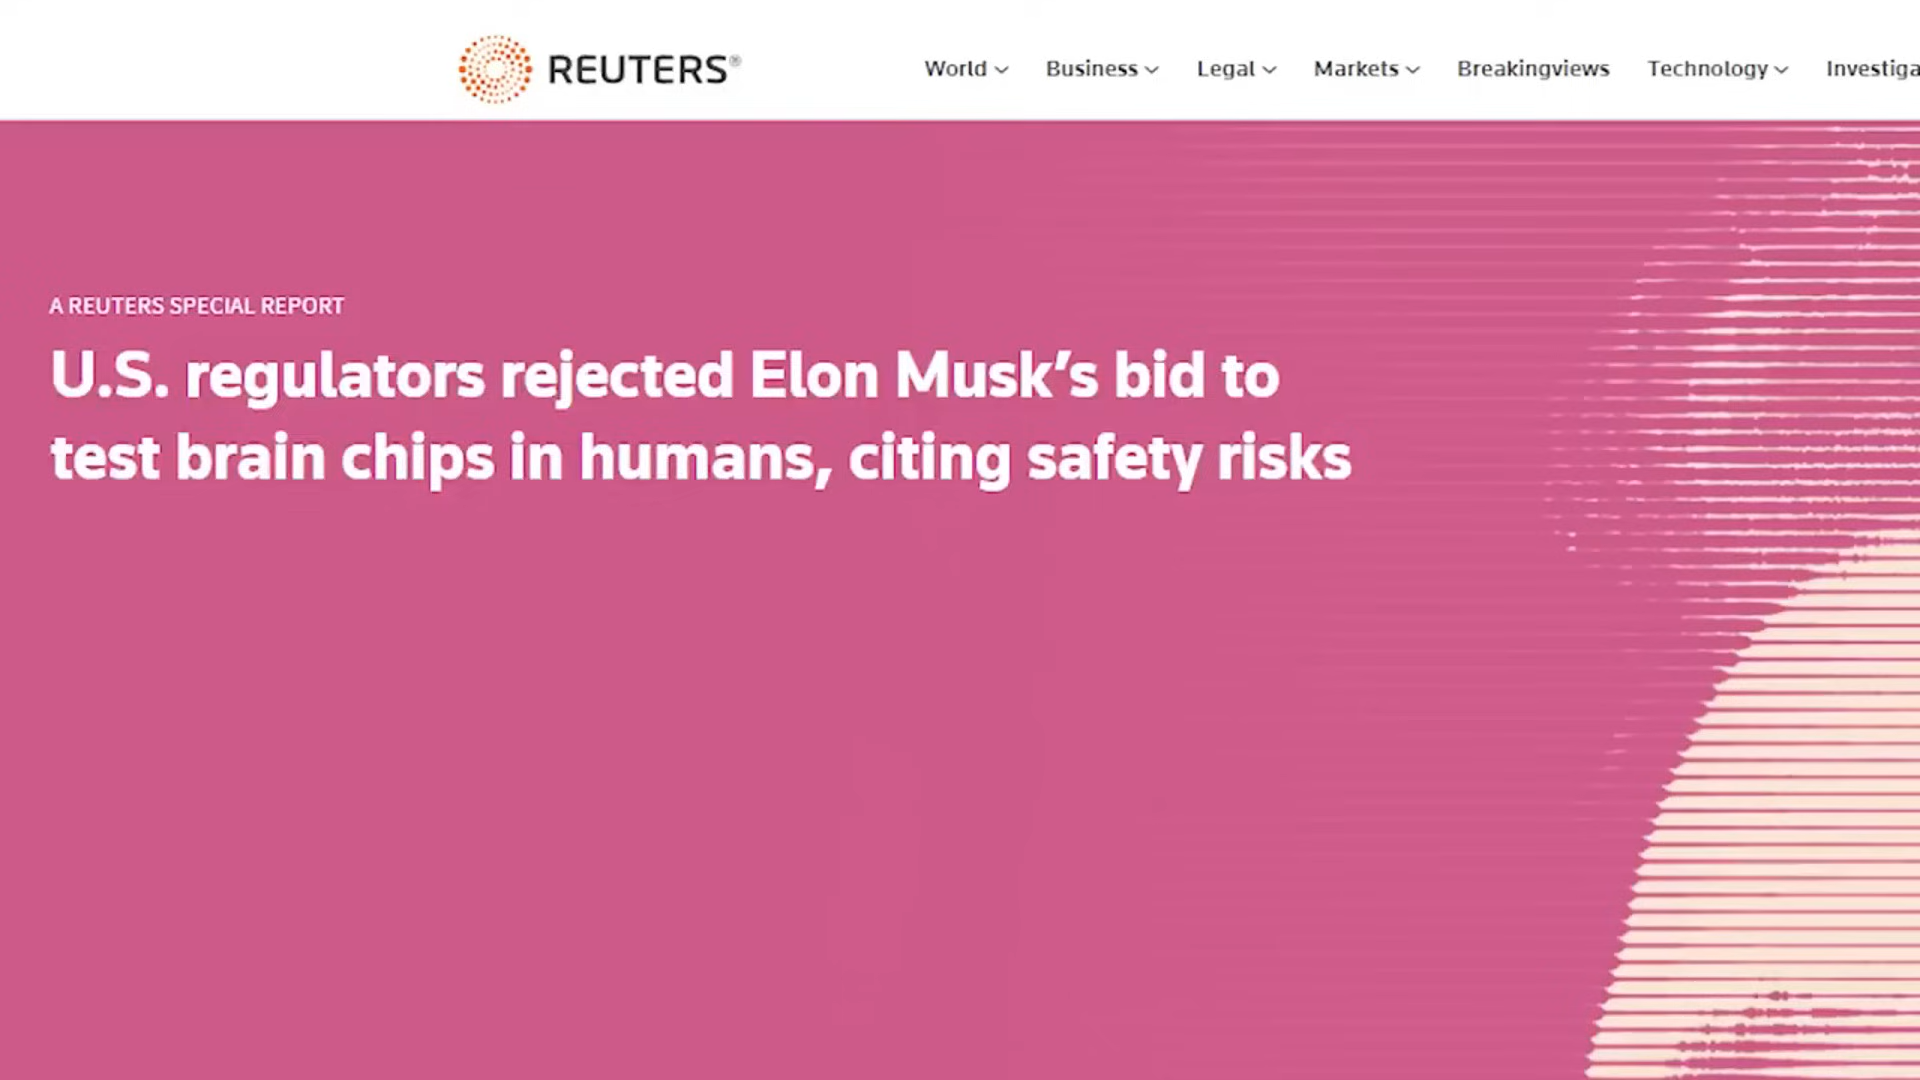 REUTERS®
World Business Legal Markets Breakingviews Technology Investiga
A REUTERS SPECIAL REPORT
U.S. regulators rejected Elon Musk’s bid to
test brain chips in humans, citing safety risks